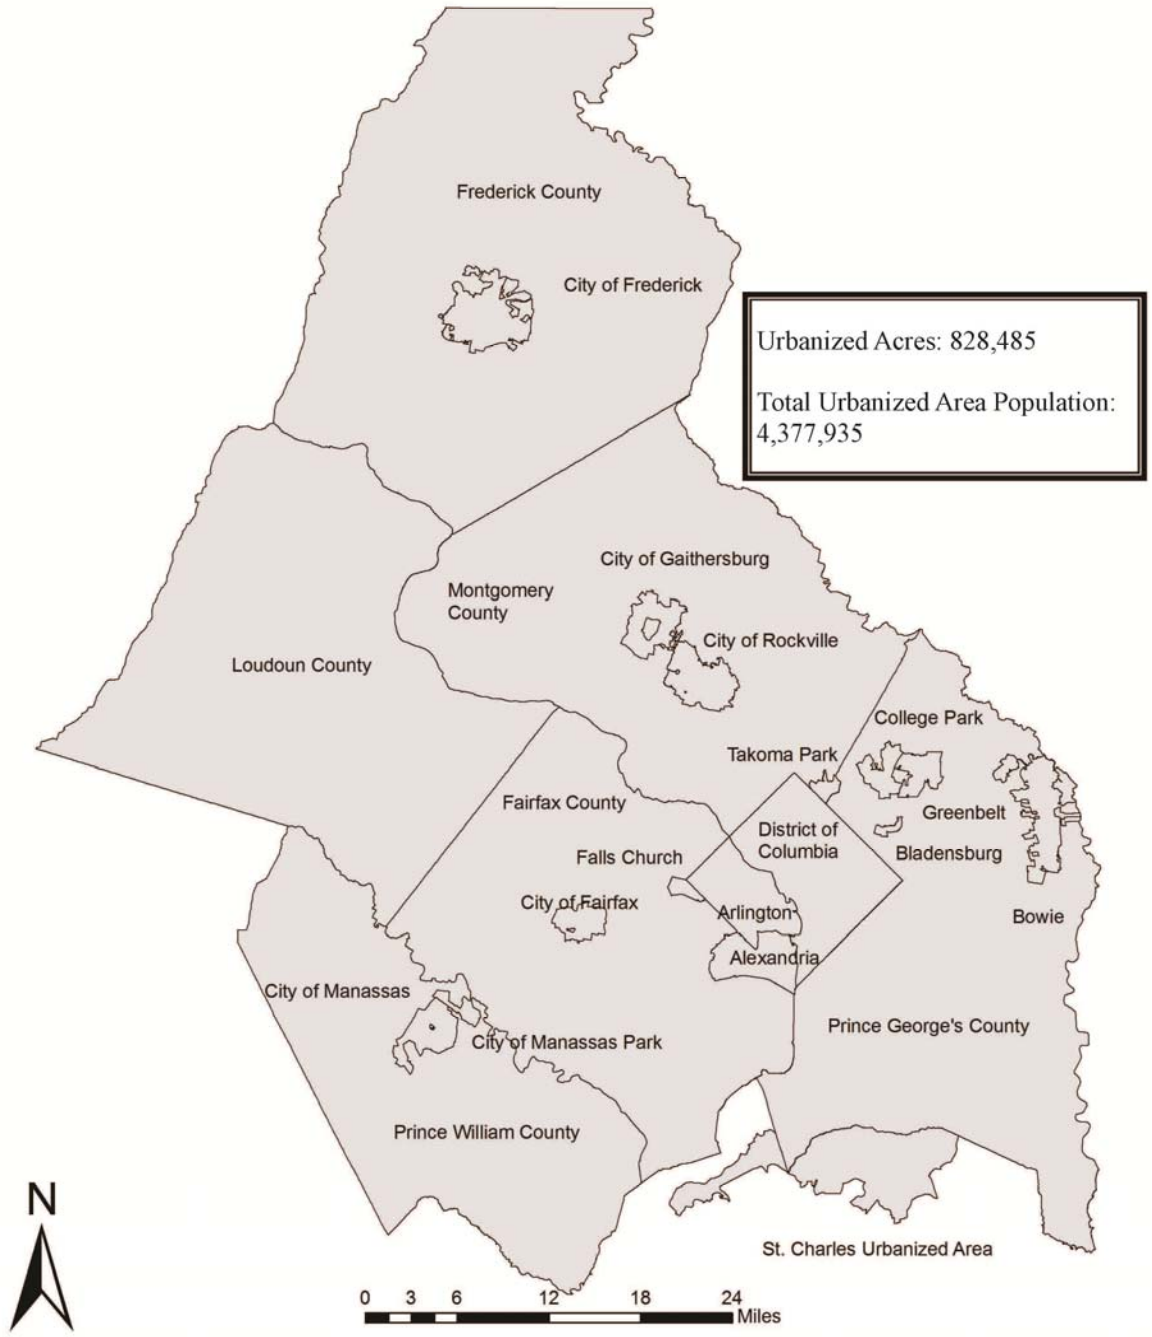 Frederick County
City of Frederick
Urbanized Acres: 828,485
Total Urbanized Area Population:
4,377,935
City of Gaithersburg
Montgomery
County
City of Rockville
Loudoun County
College Park
Takoma Park
Fairfax County
Greenbelt
District of
Columbia
Falls Church
Bladensburg
City of Fairfax
Arlington
Bowie
Alexandria
City of Manassas
Prince George's County
City of Manassas Park
Prince William County
N
St. Charles Urbanized Area
0 3 6 12 18 24
Miles